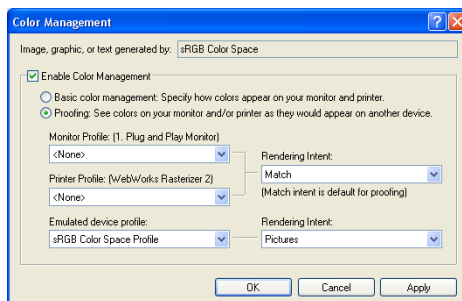 Color Management
Image, graphic, or text generated by: sRGB Color Space
Enable Color Management
Basic color management: Specify how colors appear on your monitor and printer.
Proofing: See colors on your monitor and/or printer as they would appear on another device.
Monitor Profile: (1. Plug and Play Monitor)
<None>
Rendering Intent:
Match
Printer Profile: (WebWorks Rasterizer 2)
(Match intent is default for proofing)
<None>
Emulated device profile:
Rendering Intent:
sRGB Color Space Profile
Pictures
OK
Cancel
Apply